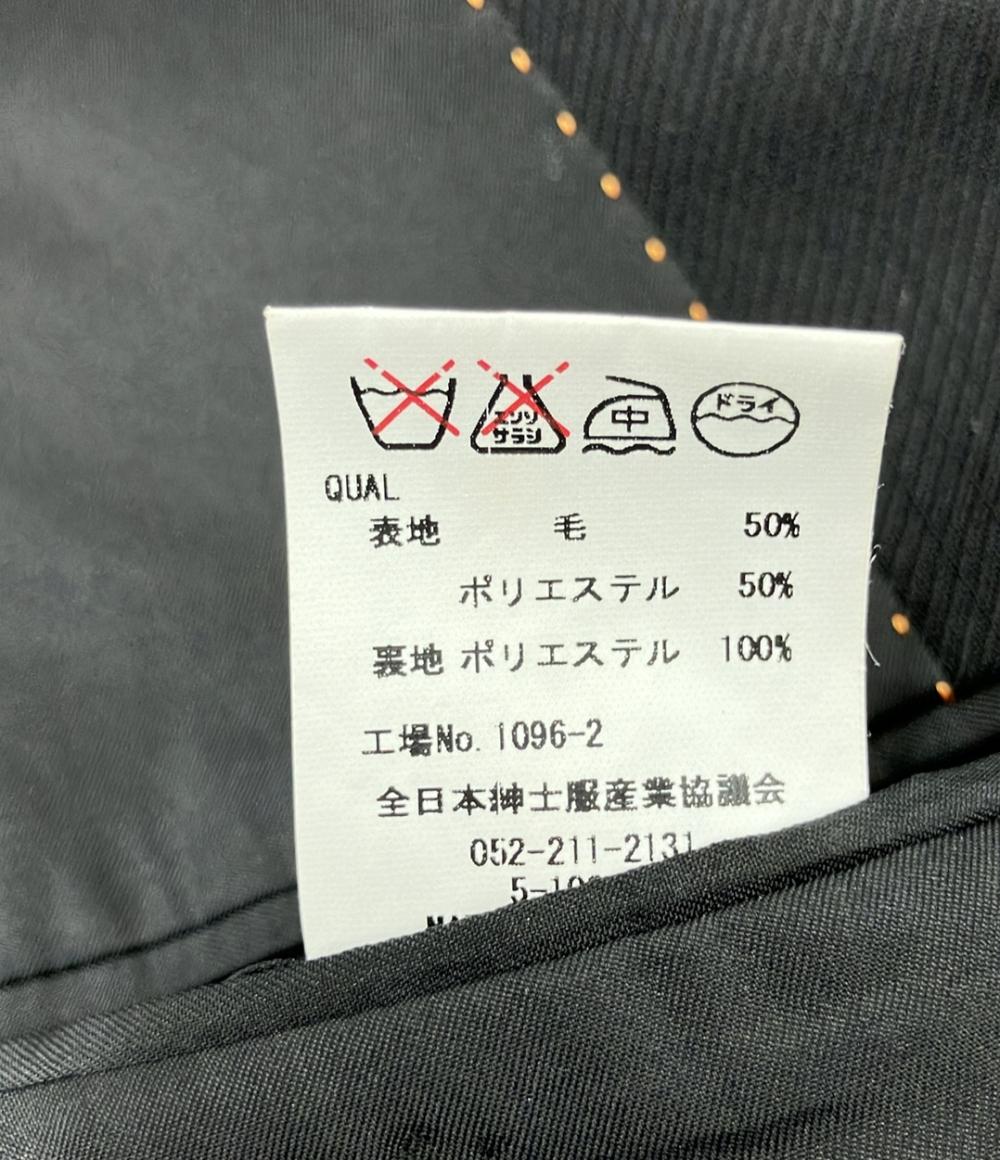 エンソ
サラシ
中
ドライ
QUAL
表地 毛 50%
ポリエステル 50%
裏地 ポリエステル 100%
工場No. 1096-2
全日本紳士服産業協議会
052-211-2131